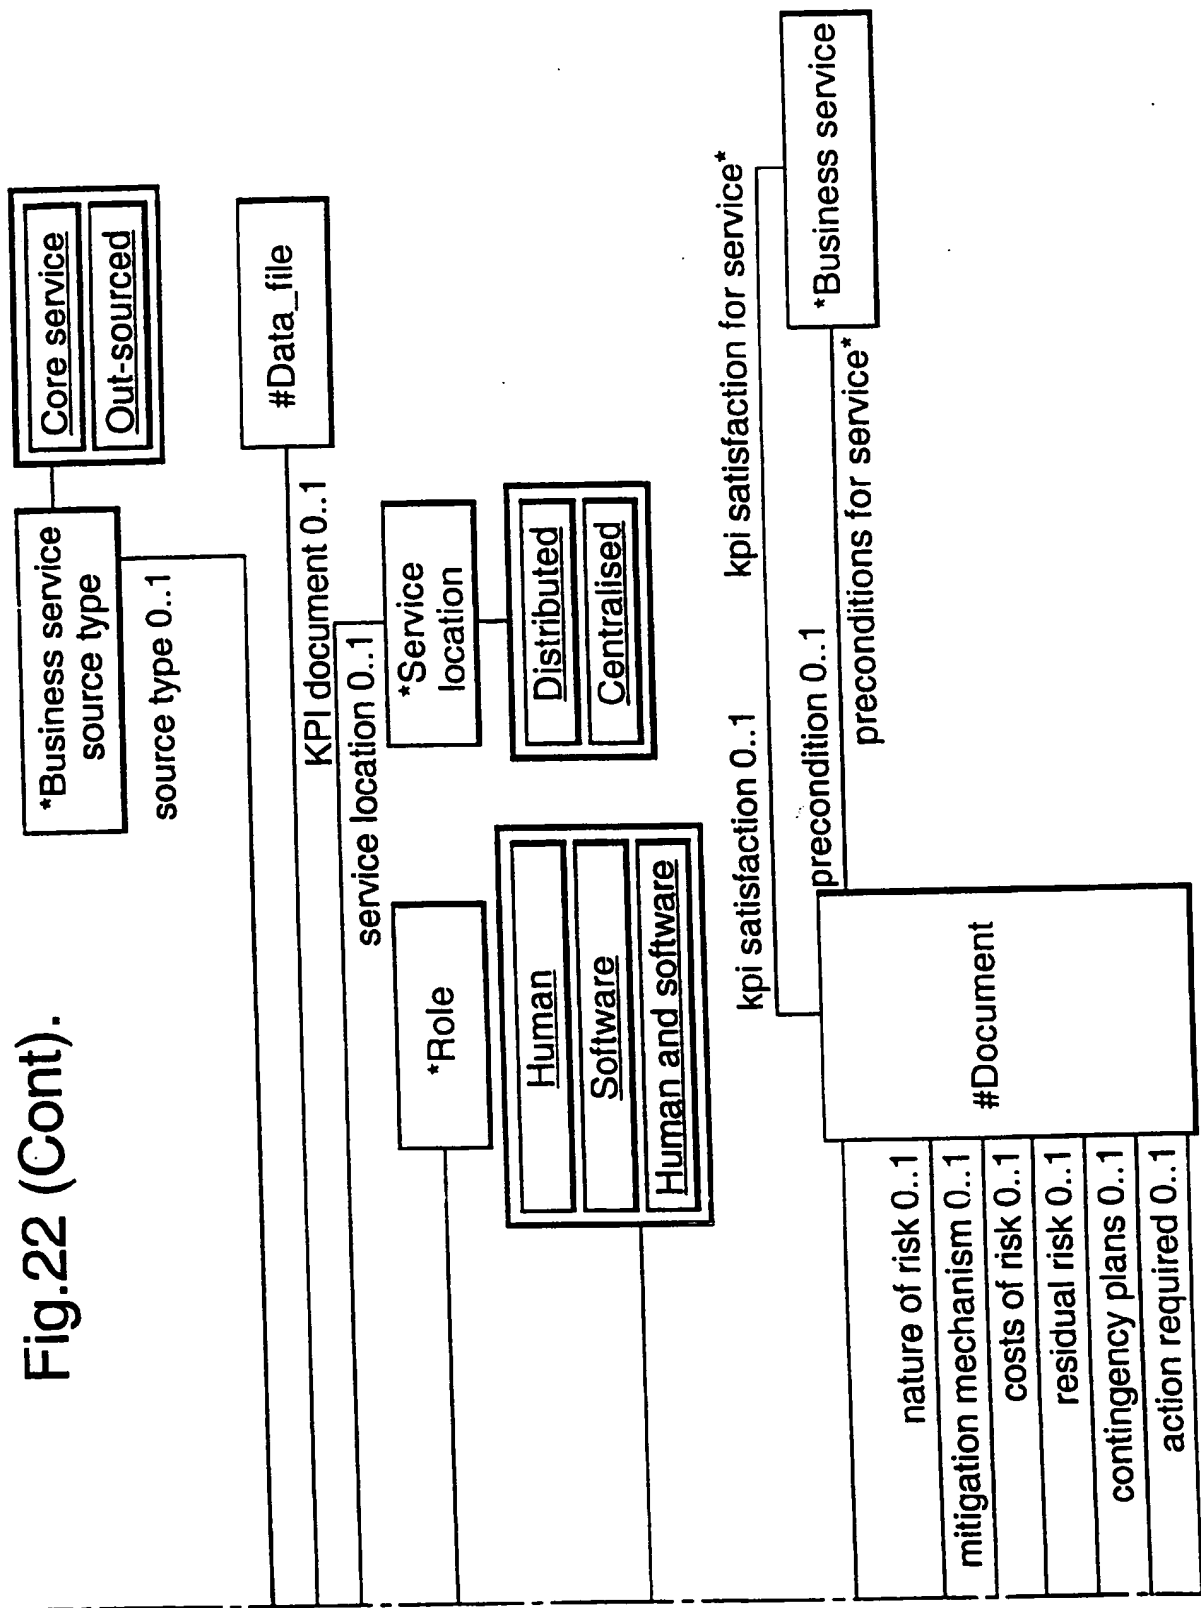 Fig.22 (Cont).
*Business service
source type
Core service
Out-sourced
source type 0..1
#Data_file
KPI document 0..1
service location 0..1
*Service
location
Distributed
Centralised
*Role
Human
Software
Human and software
kpi satisfaction 0..1
kpi satisfaction for service*
*Business service
precondition 0..1
preconditions for service*
#Document
nature of risk 0..1
mitigation mechanism 0..1
costs of risk 0..1
residual risk 0..1
contingency plans 0..1
action required 0..1